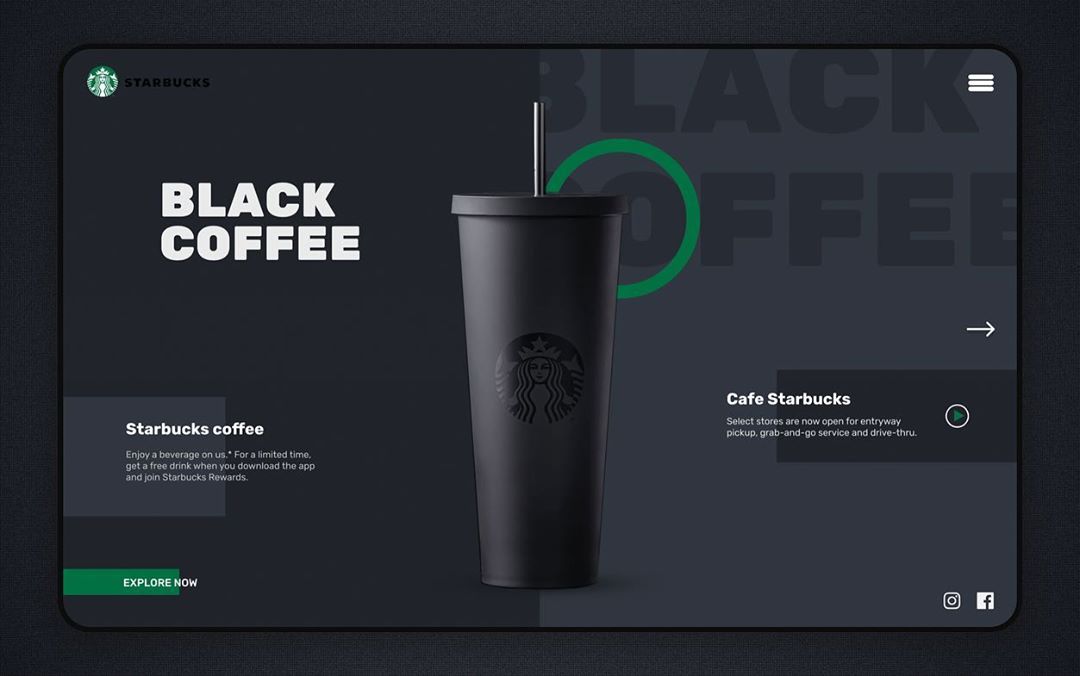 STARBUCKS
BLACK
COFFEE
BLACK
COFFEE
Starbucks coffee
Enjoy a beverage on us.* For a limited time,
get a free drink when you download the app
and join Starbucks Rewards.
EXPLORE NOW
Cafe Starbucks
Select stores are now open for entryway
pickup, grab-and-go service and drive-thru.